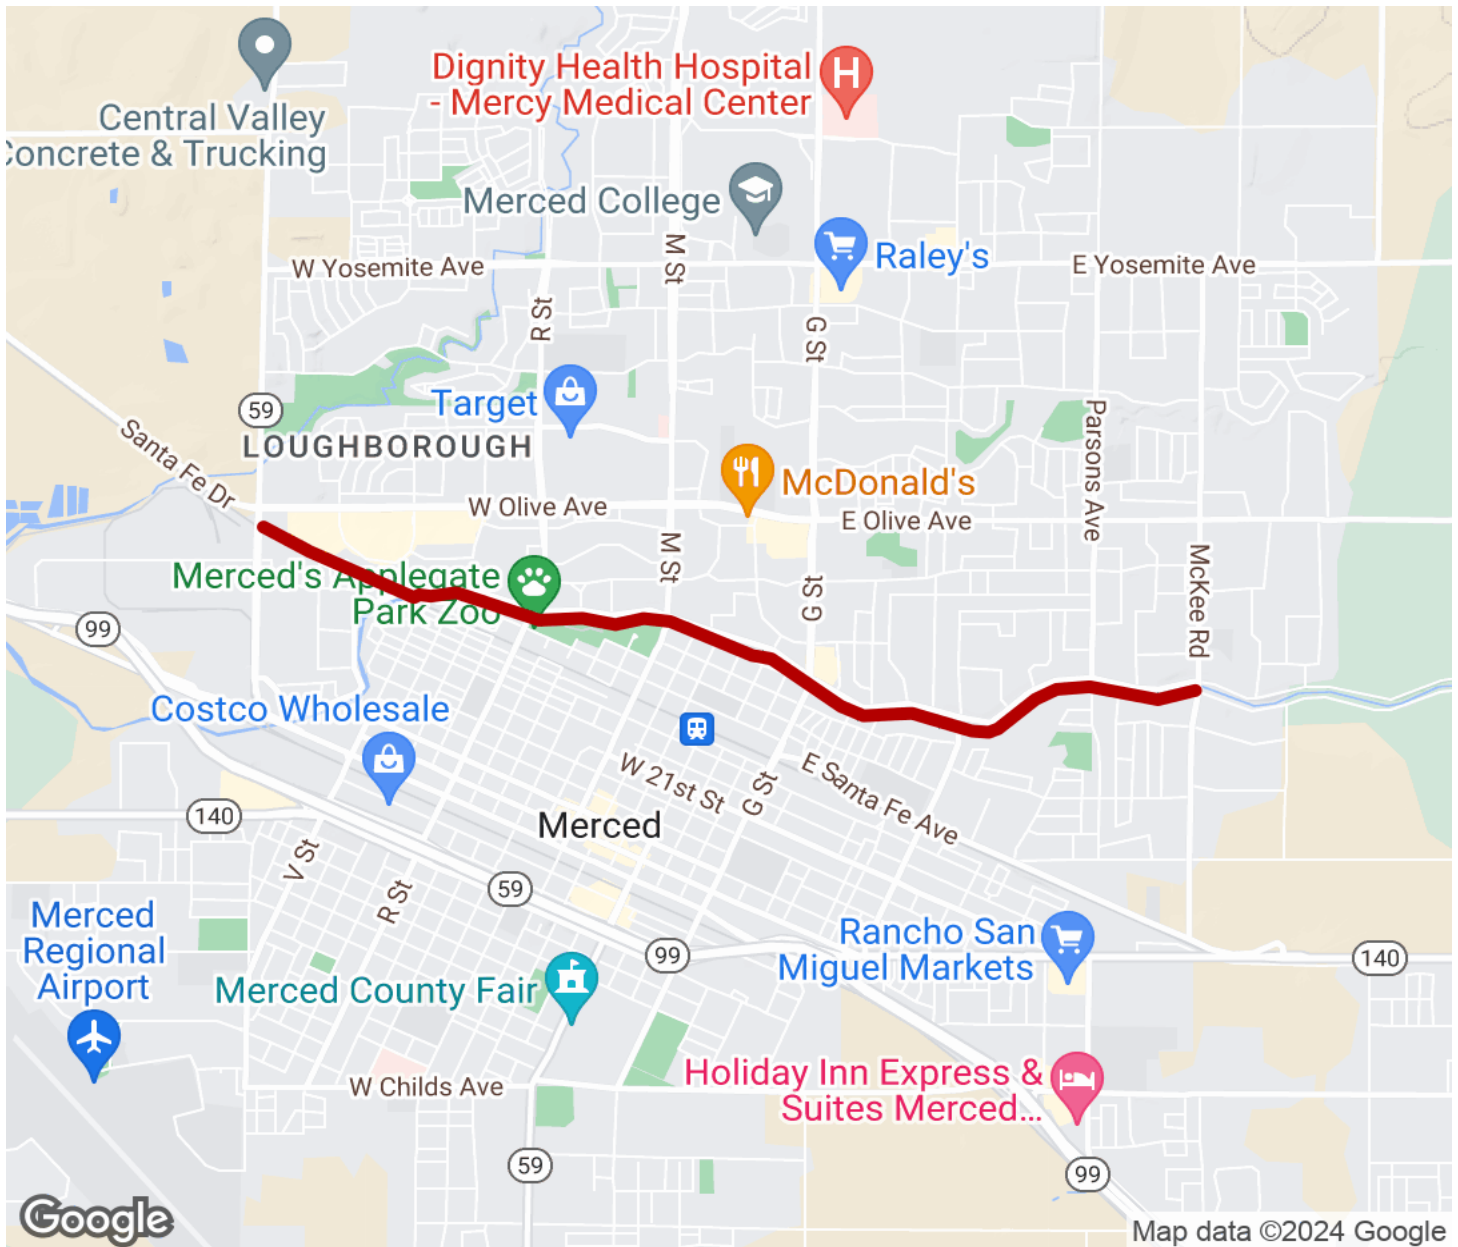 Dignity Health Hospital
- Mercy Medical Center
Central Valley
Concrete & Trucking
Merced College
M St
Raley's
W Yosemite Ave
E Yosemite Ave
R St
G St
Target
59
LOUGHBOROUGH
Santa Fe Dr
Parsons Ave
McDonald's
W Olive Ave
E Olive Ave
M St
McKee Rd
Merced's Applegate
Park Zoo
G St
99
Costco Wholesale
W 21st St
G St
E Santa Fe Ave
140
Merced
V St
R St
59
Merced
Regional
Airport
Rancho San
Miguel Markets
99
140
Merced County Fair
Holiday Inn Express &
Suites Merced...
W Childs Ave
59
99
Google
Map data ©2024 Google